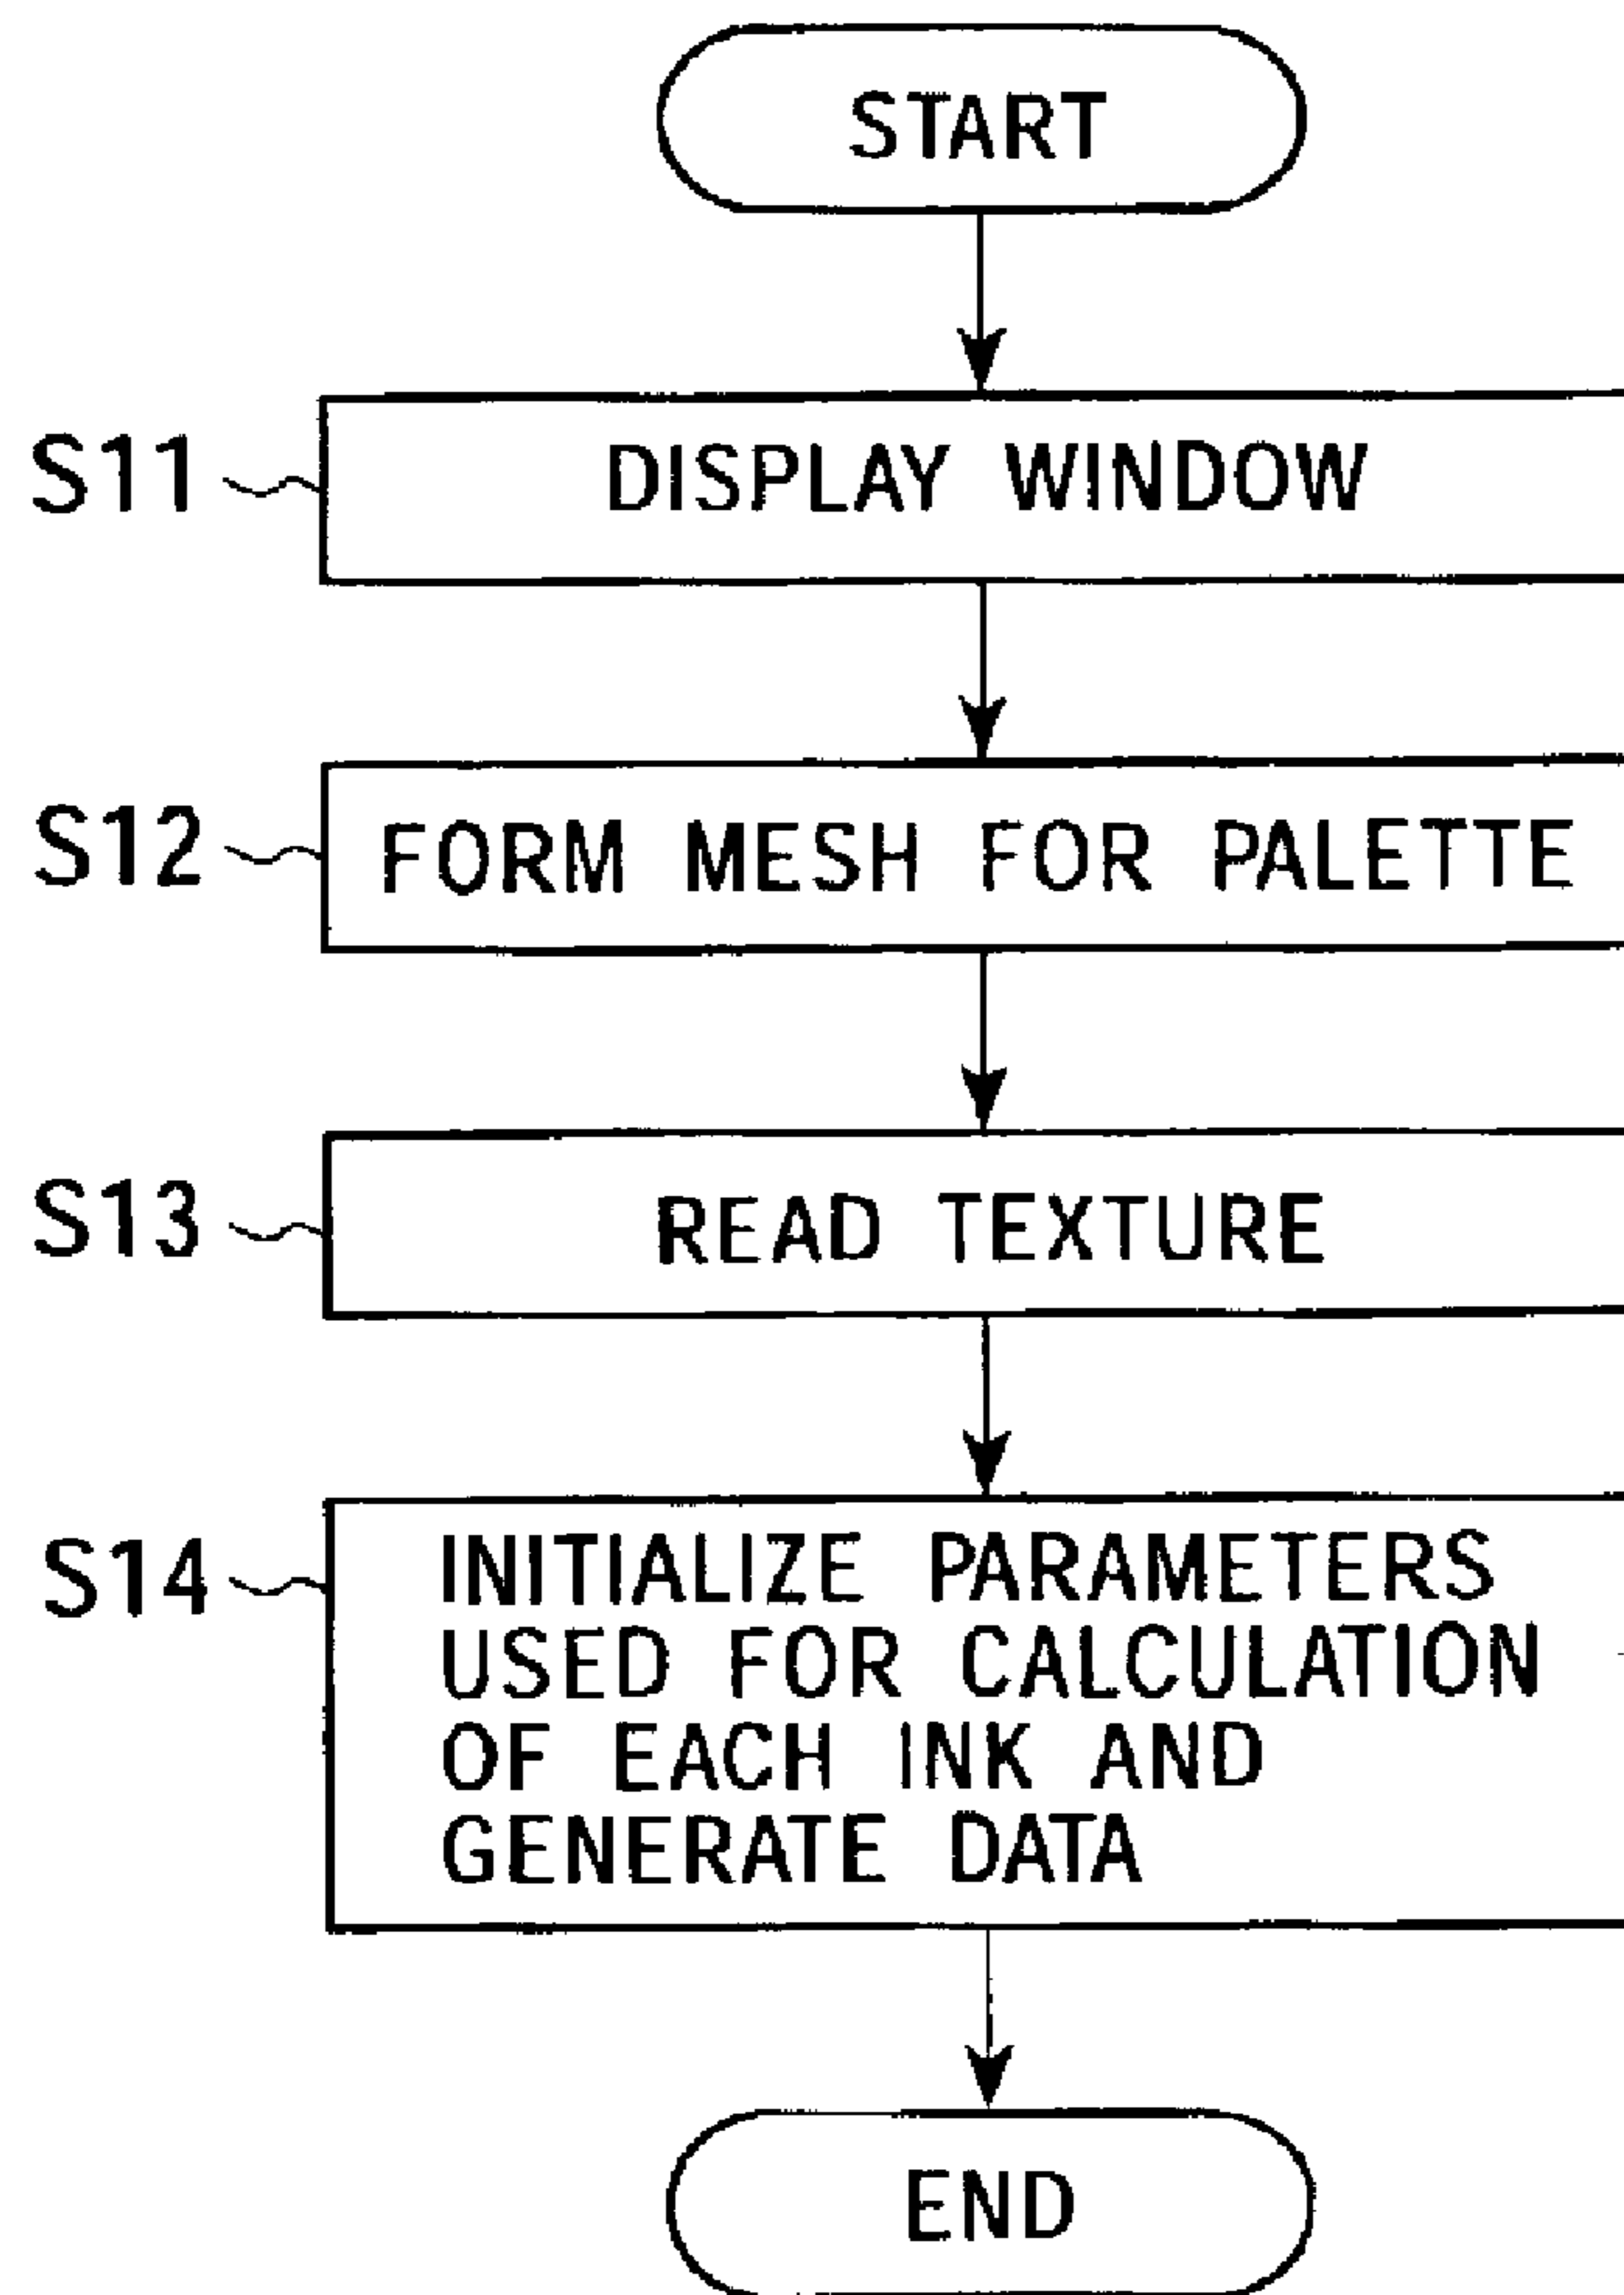 START
S11
DISPLAY WINDOW
S12
FORM MESH FOR PALETTE
S13
READ TEXTURE
S14
INITIALIZE PARAMETERS
USED FOR CALCULATION
OF EACH INK AND
GENERATE DATA
END